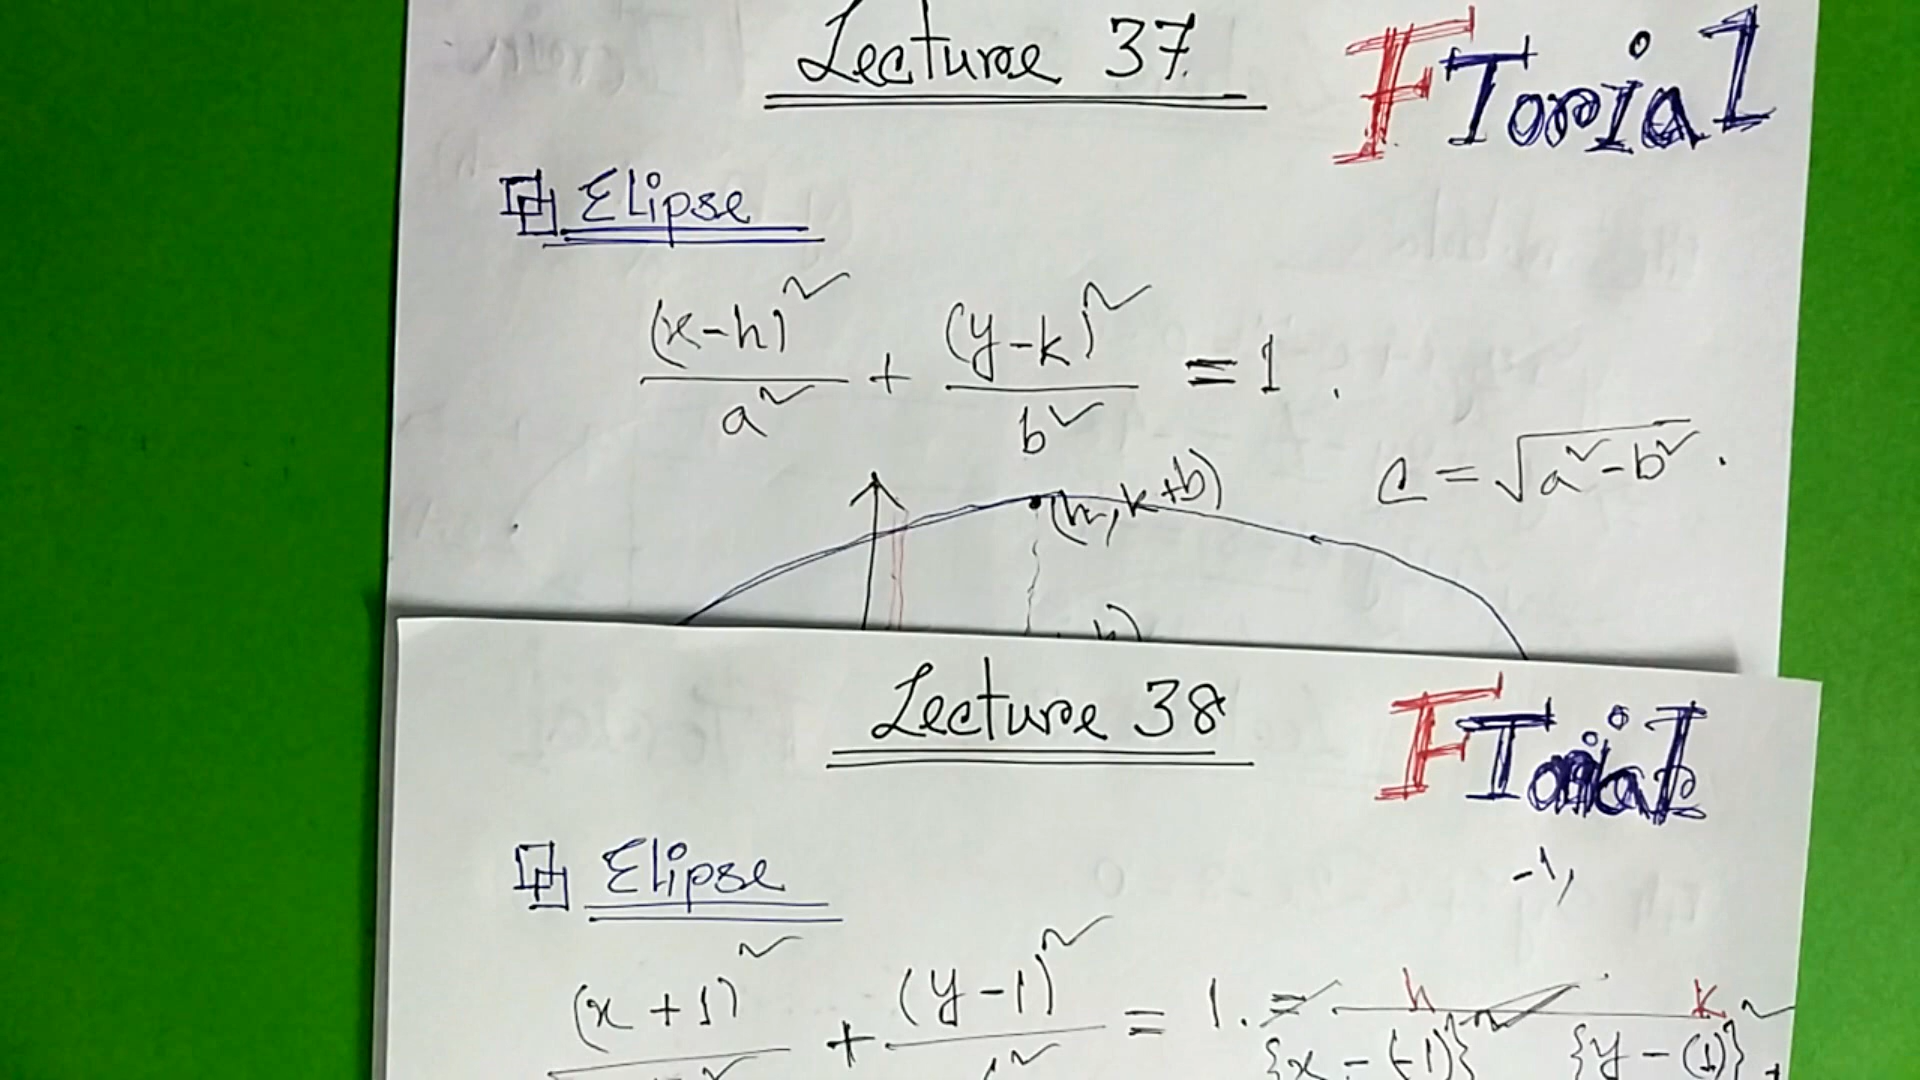 Lecture 37.
FTorial
Elipse
(x-h)² / a² + (y-k)² / b² = 1.
c = √(a² - b²).
(h, k+b)
k)
Lecture 38
FTorial
Elipse
-1,
(x+1)² + (y-1)² = 1. =
h k
{x-(-1)}² {y-(1)}² +